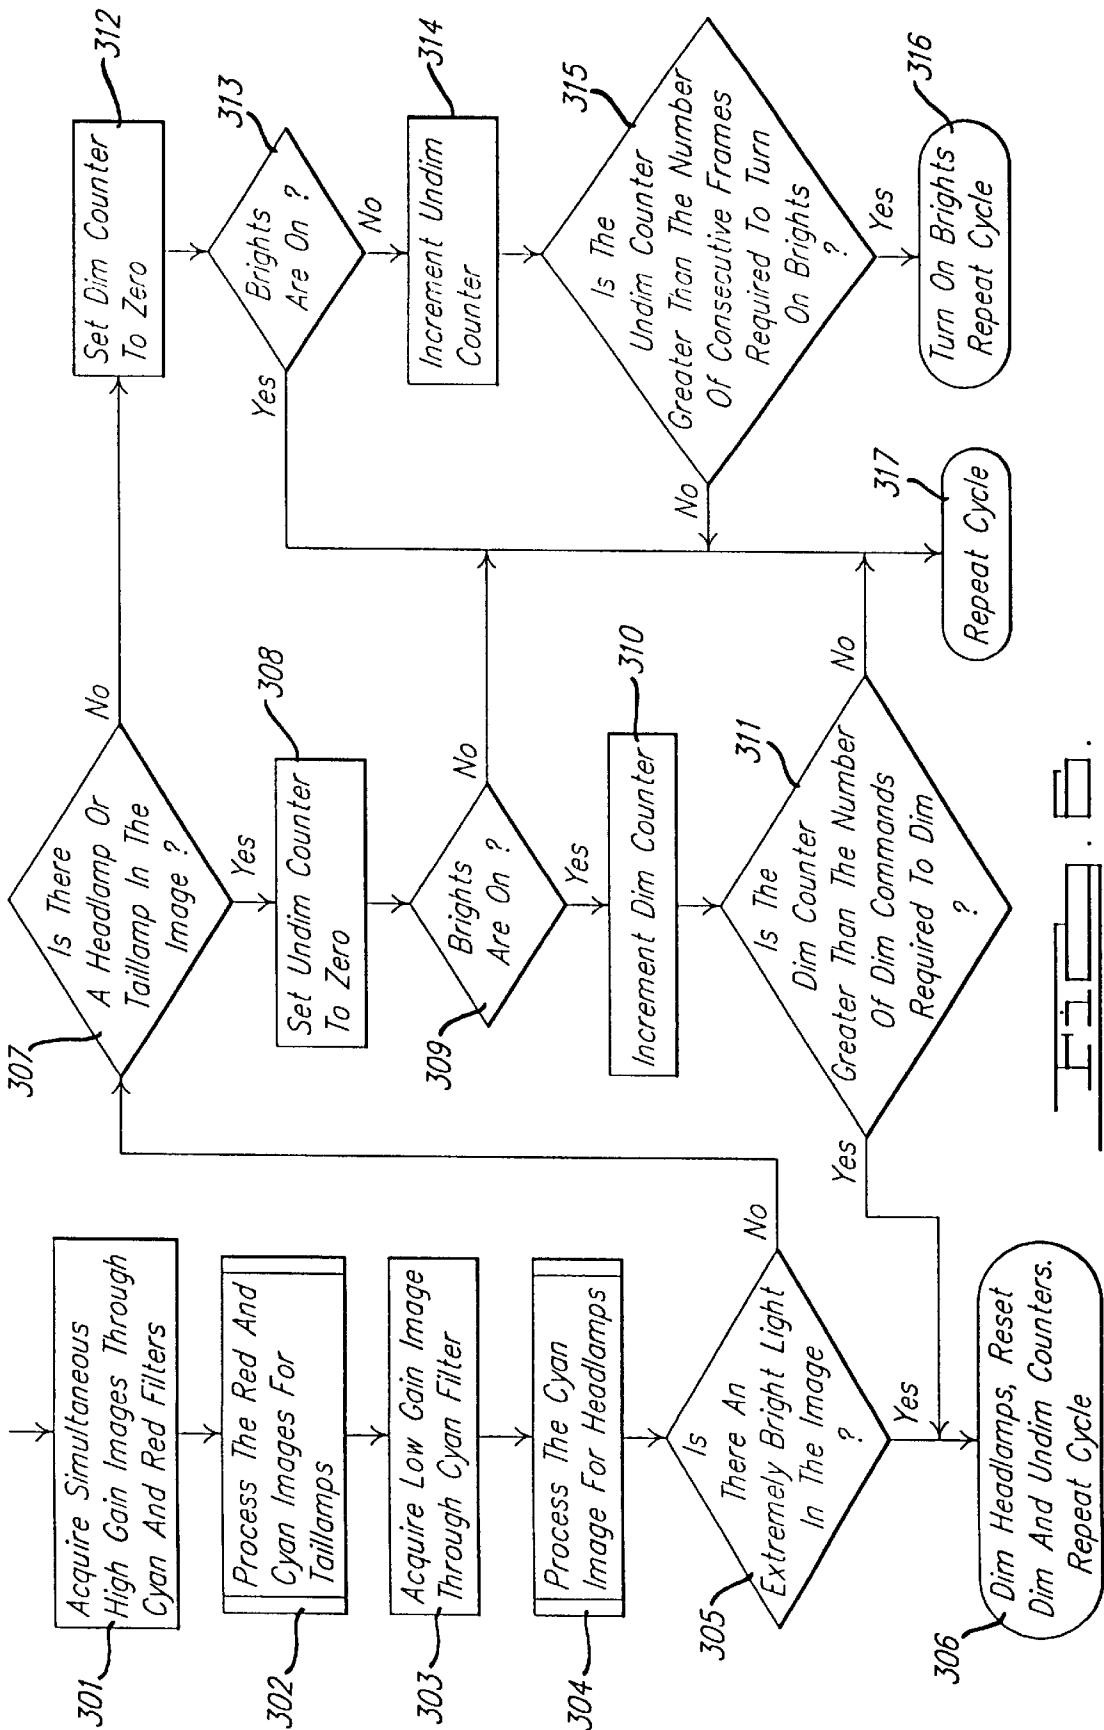 301
Acquire Simultaneous
High Gain Images Through
Cyan And Red Filters
302
Process The Red And
Cyan Images For
Taillamps
303
Acquire Low Gain Image
Through Cyan Filter
304
Process The Cyan
Image For Headlamps
305
Is
There An
Extremely Bright Light
In The Image
?
No
Yes
306
Dim Headlamps, Reset
Dim And Undim Counters.
Repeat Cycle
307
Is There
A Headlamp Or
Taillamp In The
Image ?
No
Yes
308
Set Undim Counter
To Zero
309
Brights
Are On ?
No
Yes
310
Increment Dim Counter
311
Is The
Dim Counter
Greater Than The Number
Of Dim Commands
Required To Dim
?
Yes
No
312
Set Dim Counter
To Zero
313
Brights
Are On ?
Yes
No
314
Increment Undim
Counter
315
Is The
Undim Counter
Greater Than The Number
Of Consecutive Frames
Required To Turn
On Brights
?
No
Yes
316
Turn On Brights
Repeat Cycle
317
Repeat Cycle